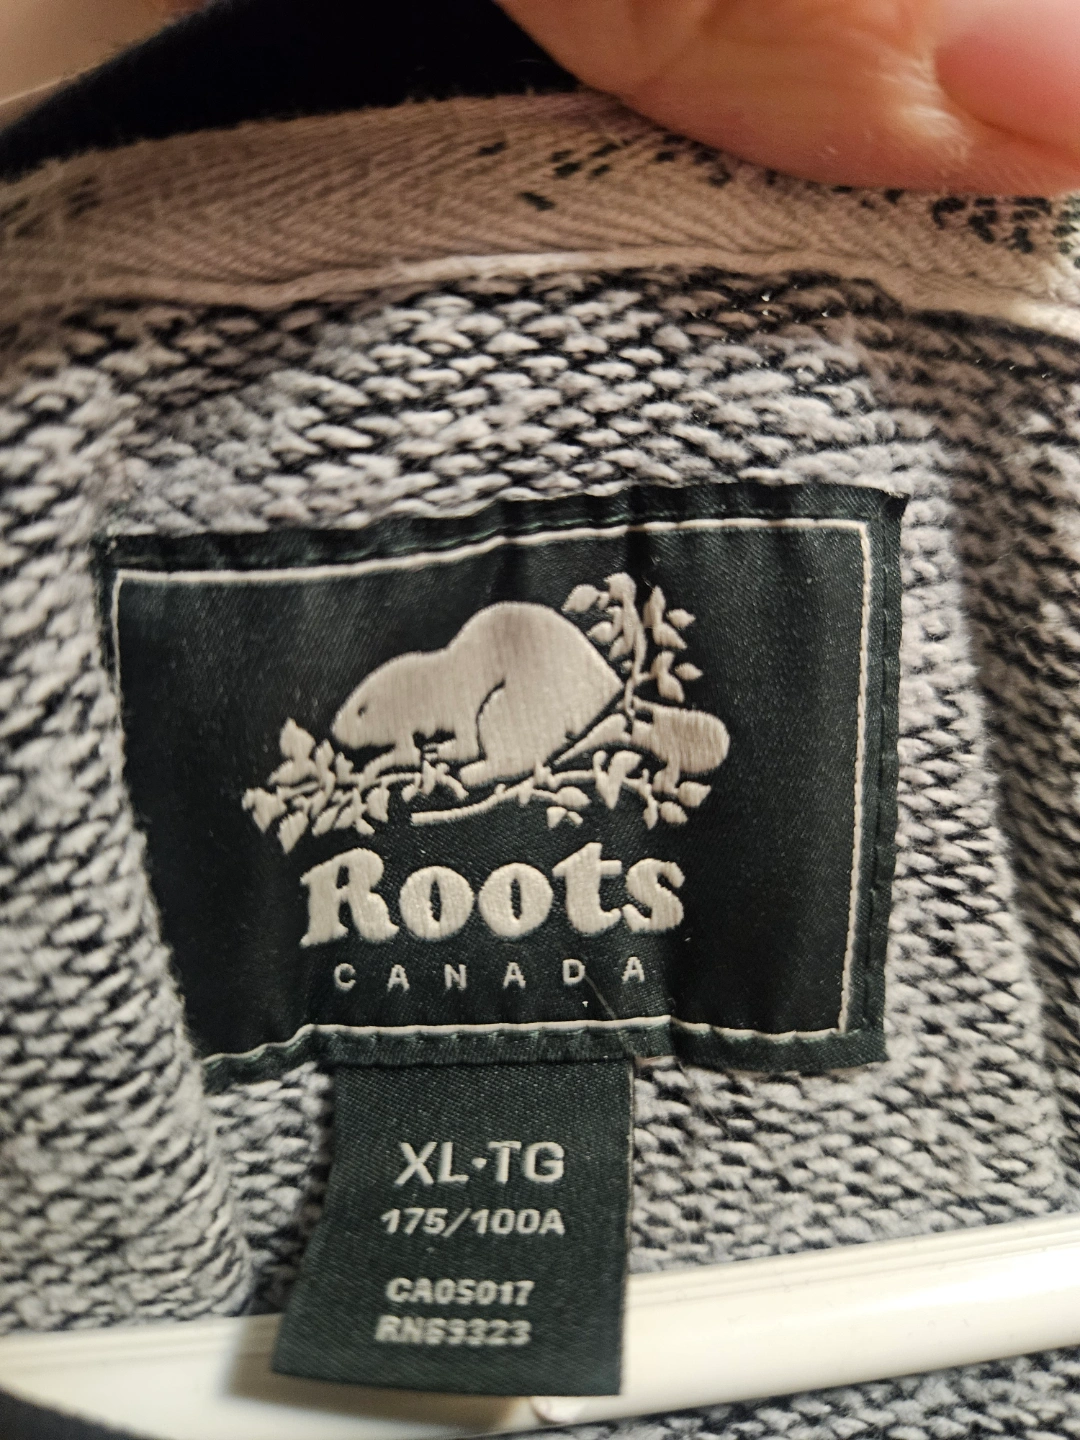 Roots
CANADA
XL·TG
175/100A
CA05017
RN69323